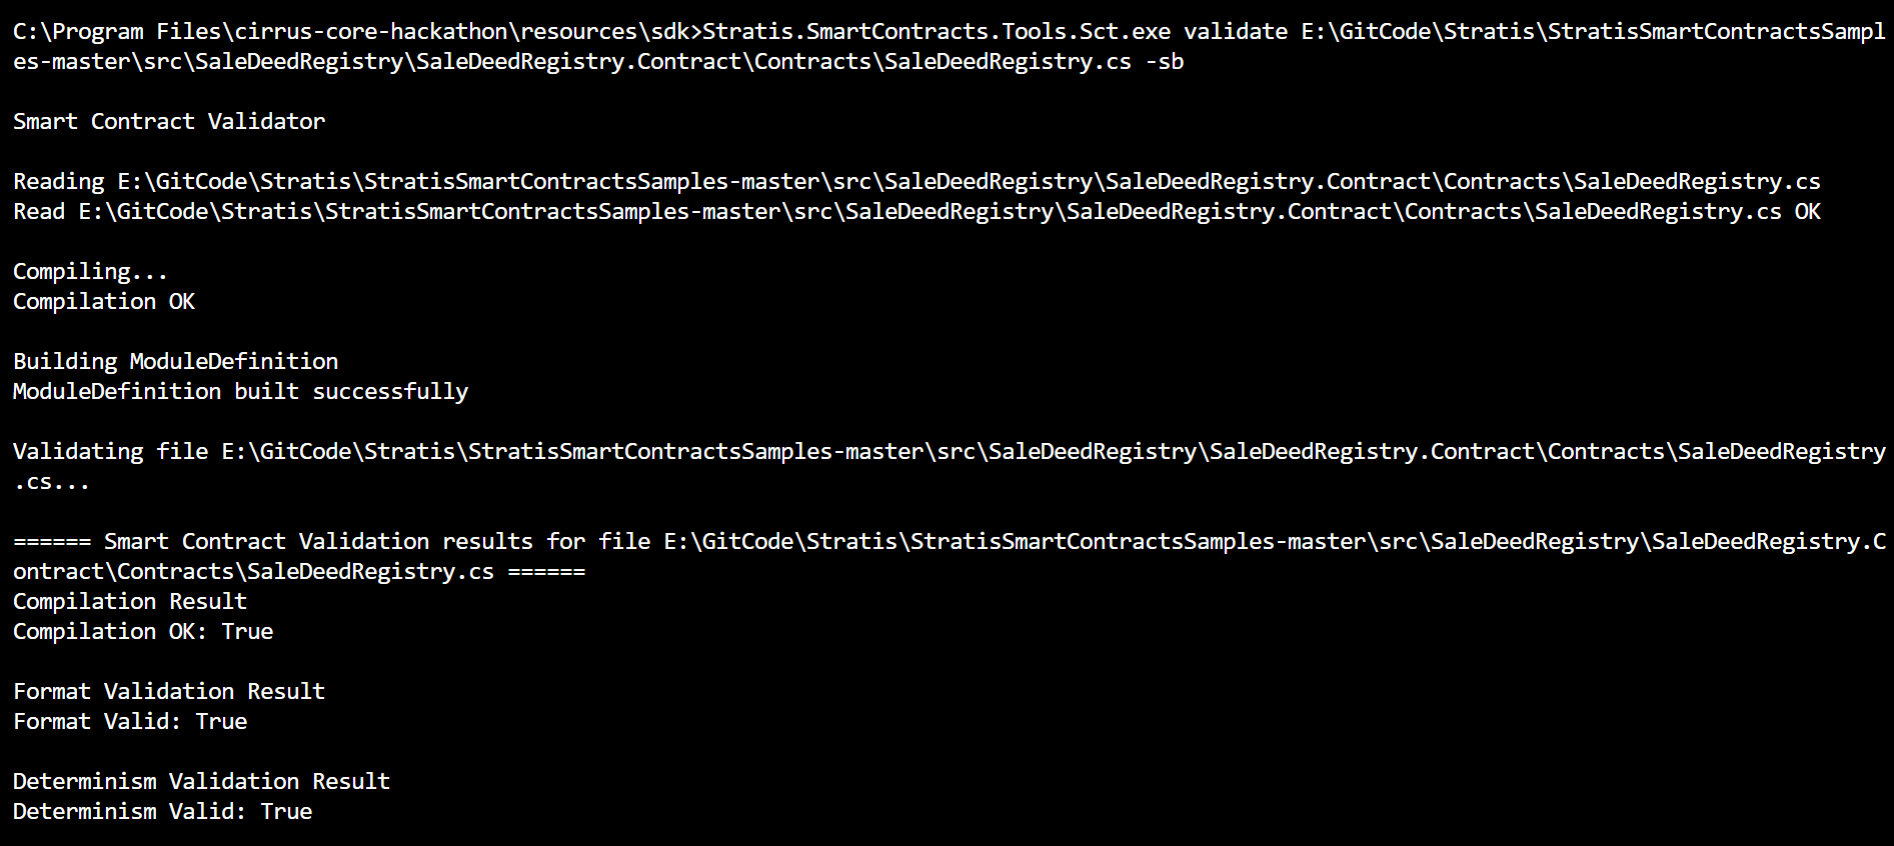 C:\Program Files\cirrus-core-hackathon\resources\sdk>Stratis.SmartContracts.Tools.Sct.exe validate E:\GitCode\Stratis\StratisSmartContractsSampl
es-master\src\SaleDeedRegistry\SaleDeedRegistry.Contract\Contracts\SaleDeedRegistry.cs -sb
Smart Contract Validator
Reading E:\GitCode\Stratis\StratisSmartContractsSamples-master\src\SaleDeedRegistry\SaleDeedRegistry.Contract\Contracts\SaleDeedRegistry.cs
Read E:\GitCode\Stratis\StratisSmartContractsSamples-master\src\SaleDeedRegistry\SaleDeedRegistry.Contract\Contracts\SaleDeedRegistry.cs OK
Compiling...
Compilation OK
Building ModuleDefinition
ModuleDefinition built successfully
Validating file E:\GitCode\Stratis\StratisSmartContractsSamples-master\src\SaleDeedRegistry\SaleDeedRegistry.Contract\Contracts\SaleDeedRegistry
.cs...
====== Smart Contract Validation results for file E:\GitCode\Stratis\StratisSmartContractsSamples-master\src\SaleDeedRegistry\SaleDeedRegistry.C
ontract\Contracts\SaleDeedRegistry.cs ======
Compilation Result
Compilation OK: True
Format Validation Result
Format Valid: True
Determinism Validation Result
Determinism Valid: True